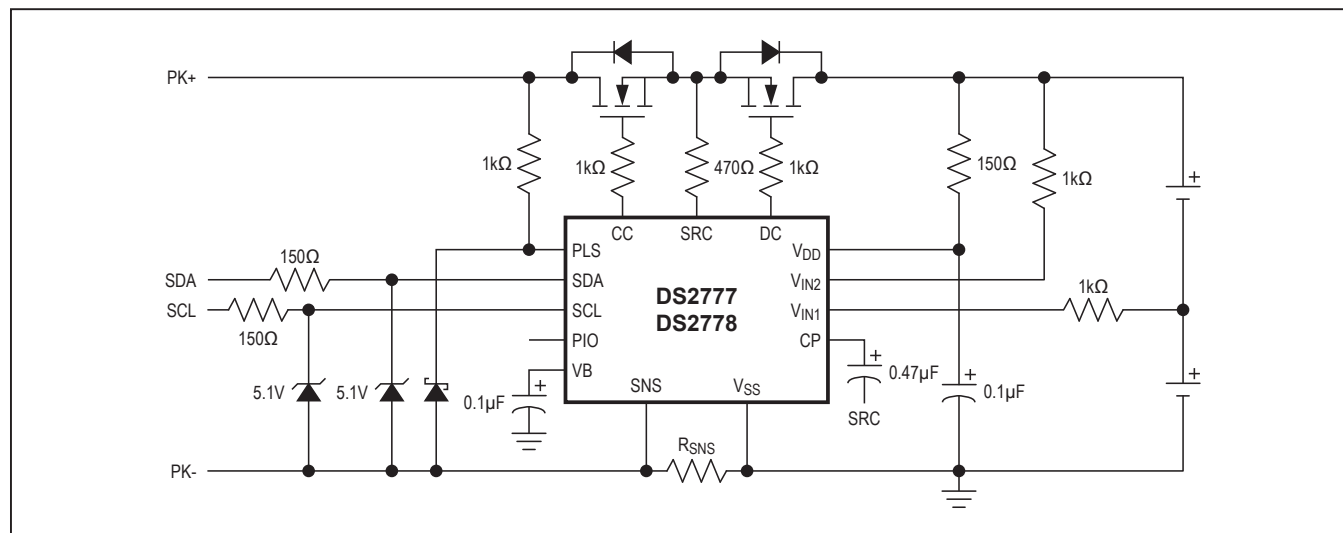 PK+
1kΩ
1kΩ
470Ω
1kΩ
150Ω
1kΩ
+
CC
SRC
DC
PLS
SDA
SCL
PIO
VB
SNS
VSS
VDD
VIN2
VIN1
CP
DS2777
DS2778
SDA
150Ω
SCL
150Ω
1kΩ
5.1V
5.1V
0.1µF
+
+
0.47µF
SRC
+
0.1µF
+
RSNS
PK-